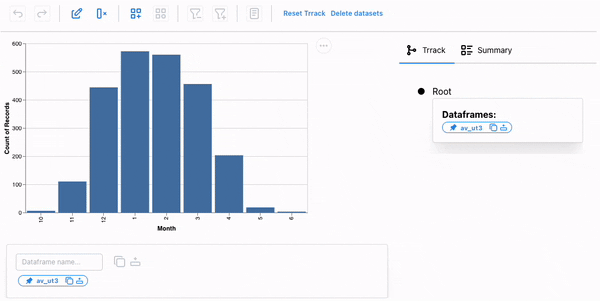 Reset Trrack Delete datasets
Trrack Summary
Root
Dataframes:
av_ut3
600
500
400
300
200
100
0
Count of Records
10 11 12 1 2 3 4 5 6
Month
Dataframe name...
av_ut3